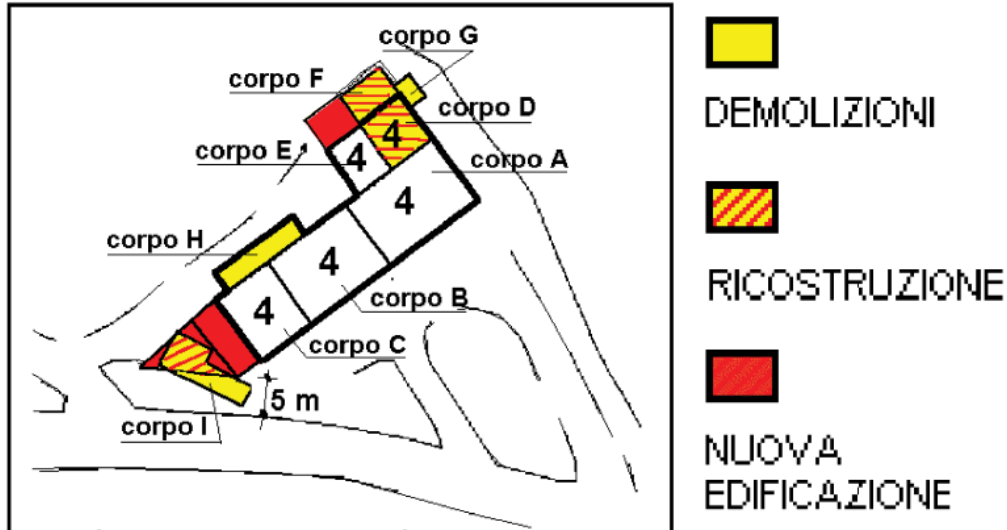 corpo G
corpo F
corpo D
4
corpo E
4
corpo A
4
corpo H
4
corpo B
4
corpo C
5 m
corpo I
DEMOLIZIONI
RICOSTRUZIONE
NUOVA
EDIFICAZIONE